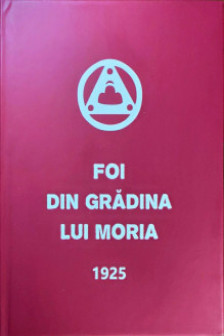 FOI
DIN GRĂDINA
LUI MORIA
1925